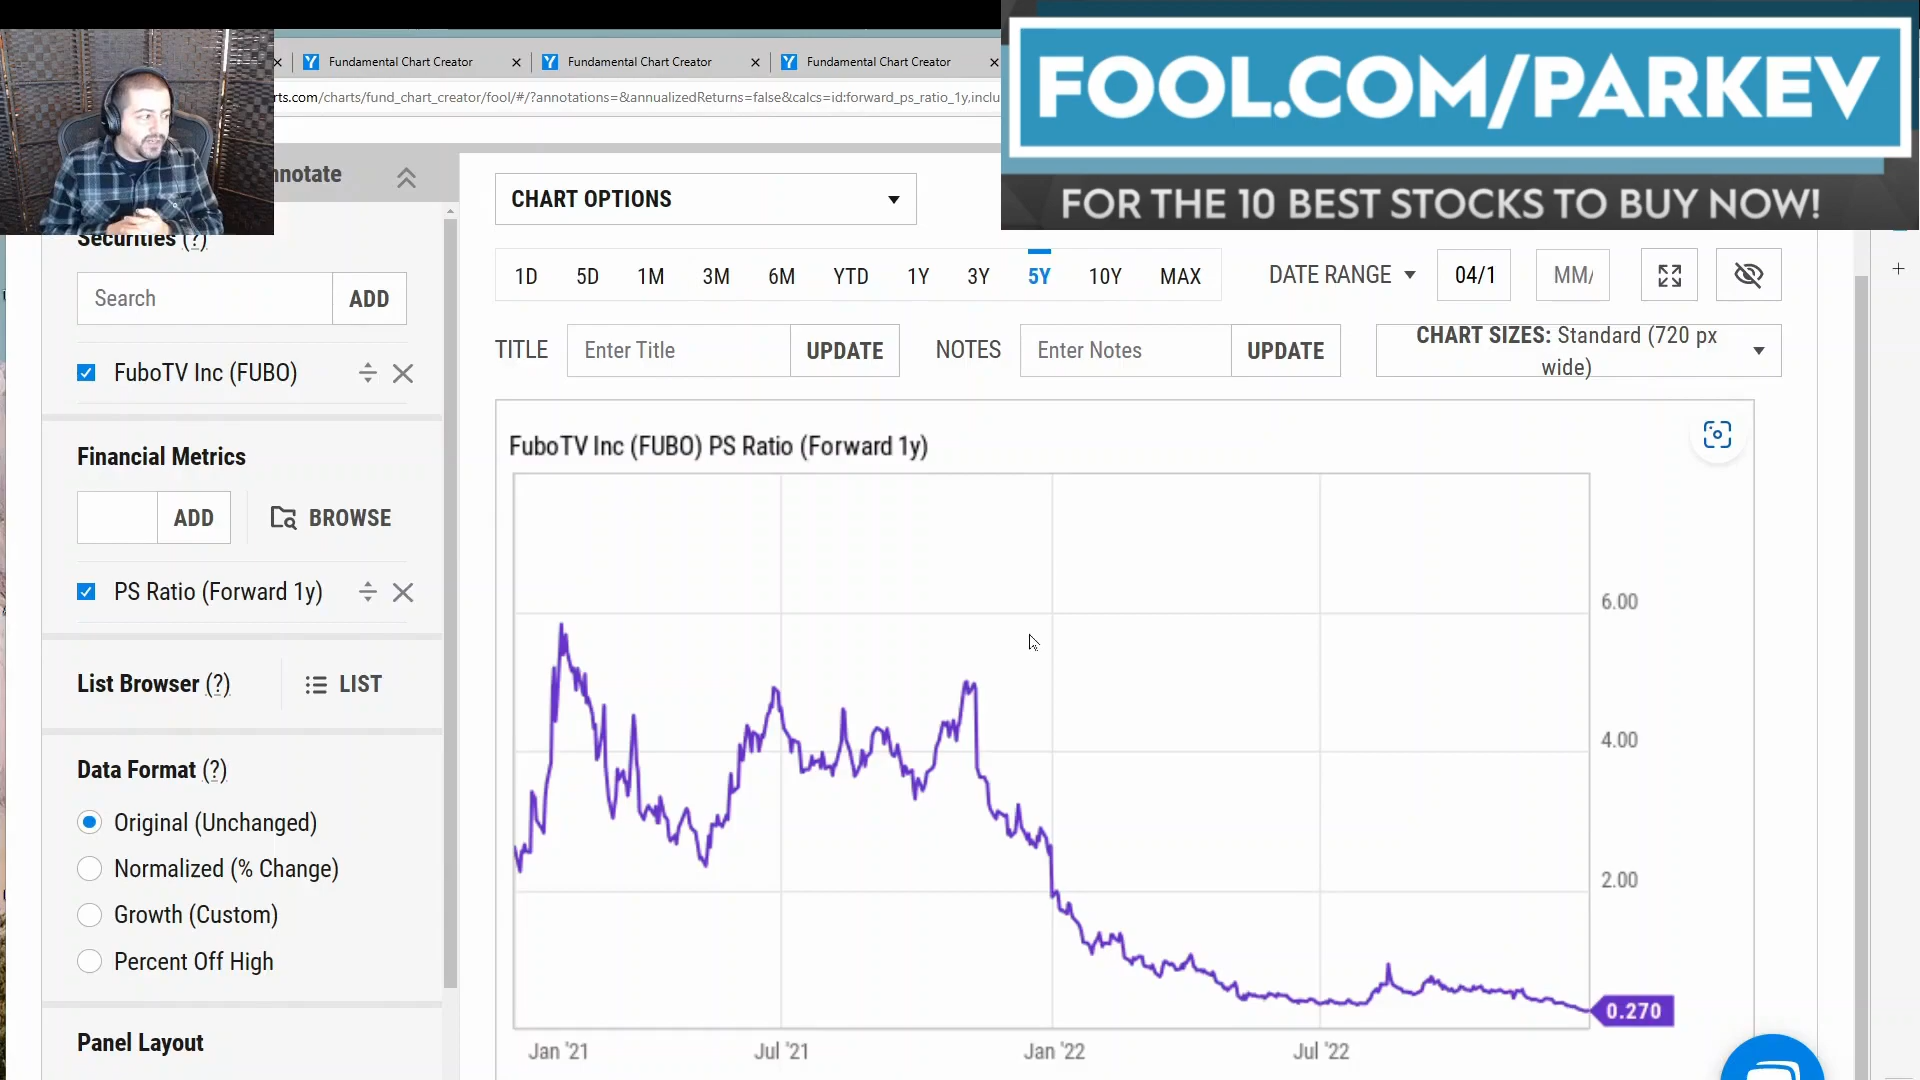 FOOL.COM/PARKEV
FOR THE 10 BEST STOCKS TO BUY NOW!
Fundamental Chart Creator
Fundamental Chart Creator
Fundamental Chart Creator
rts.com/charts/fund_chart_creator/fool/#/?annotations=&annualizedReturns=false&calcs=id:forward_ps_ratio_1y,inclu
nnotate
Securities (?)
Search
ADD
FuboTV Inc (FUBO)
Financial Metrics
ADD
BROWSE
PS Ratio (Forward 1y)
List Browser (?)
LIST
Data Format (?)
Original (Unchanged)
Normalized (% Change)
Growth (Custom)
Percent Off High
Panel Layout
CHART OPTIONS
1D 5D 1M 3M 6M YTD 1Y 3Y 5Y 10Y MAX
DATE RANGE
04/1
MM/
TITLE
Enter Title
UPDATE
NOTES
Enter Notes
UPDATE
CHART SIZES: Standard (720 px
wide)
FuboTV Inc (FUBO) PS Ratio (Forward 1y)
6.00
4.00
2.00
0.270
Jan '21
Jul '21
Jan '22
Jul '22